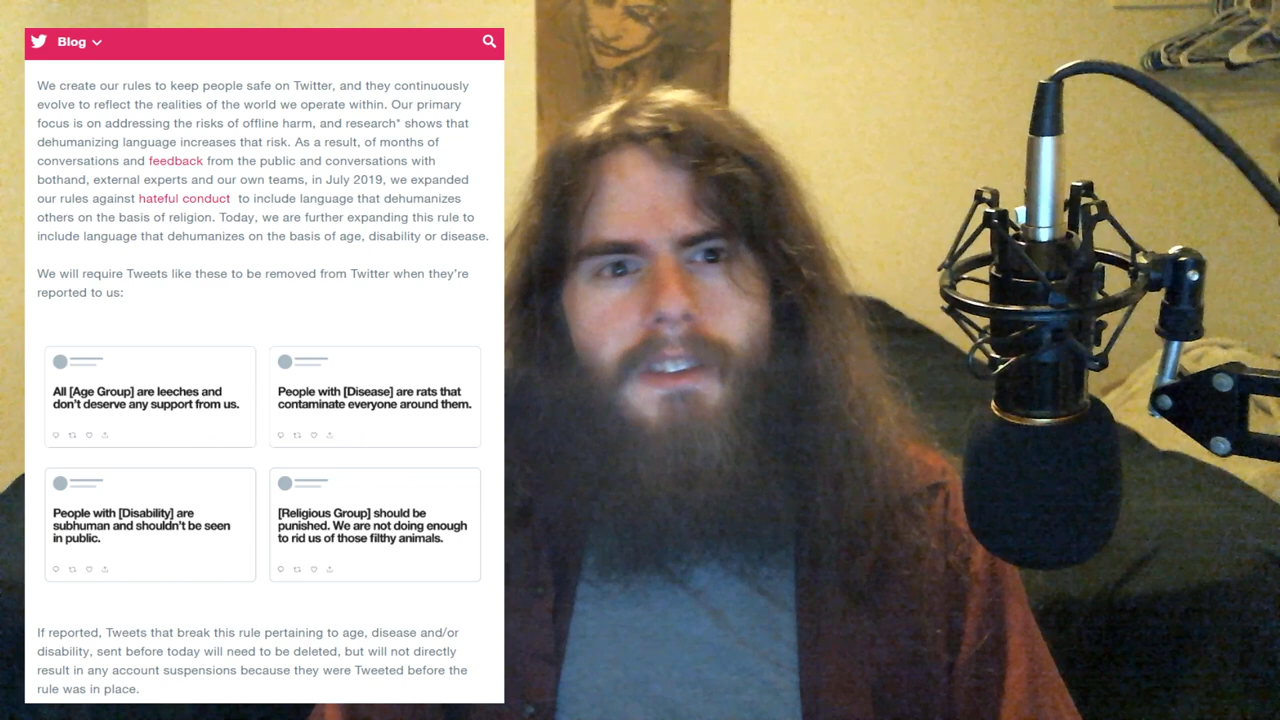 Blog
We create our rules to keep people safe on Twitter, and they continuously
evolve to reflect the realities of the world we operate within. Our primary
focus is on addressing the risks of offline harm, and research* shows that
dehumanizing language increases that risk. As a result, of months of
conversations and feedback from the public and conversations with
bothand, external experts and our own teams, in July 2019, we expanded
our rules against hateful conduct to include language that dehumanizes
others on the basis of religion. Today, we are further expanding this rule to
include language that dehumanizes on the basis of age, disability or disease.
We will require Tweets like these to be removed from Twitter when they're
reported to us:
All [Age Group] are leeches and
don't deserve any support from us.
People with [Disease] are rats that
contaminate everyone around them.
People with [Disability] are
subhuman and shouldn't be seen
in public.
[Religious Group] should be
punished. We are not doing enough
to rid us of those filthy animals.
If reported, Tweets that break this rule pertaining to age, disease and/or
disability, sent before today will need to be deleted, but will not directly
result in any account suspensions because they were Tweeted before the
rule was in place.